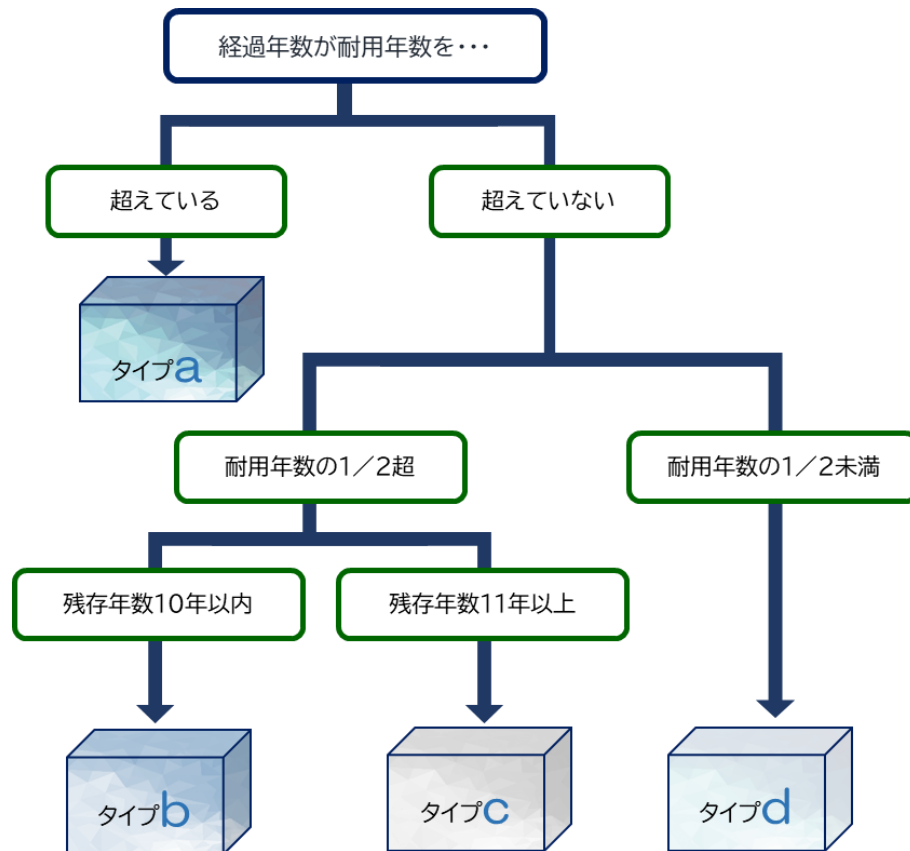 経過年数が耐用年数を・・・
超えている
超えていない
タイプa
耐用年数の1／2超
耐用年数の1／2未満
残存年数10年以内
残存年数11年以上
タイプb
タイプc
タイプd